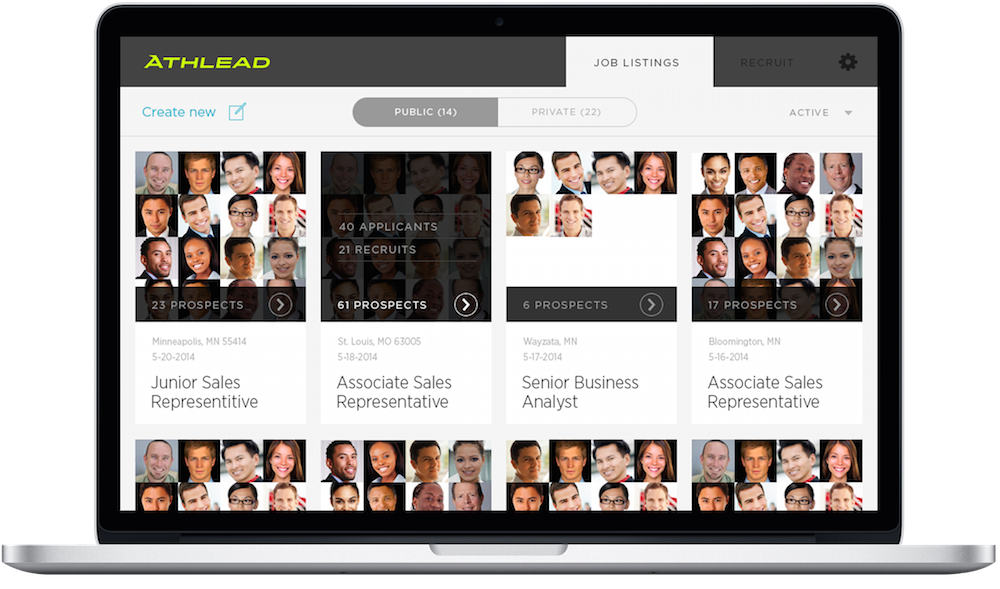 ATHLEAD
JOB LISTINGS
RECRUIT
Create new
PUBLIC (14)
PRIVATE (22)
ACTIVE
40 APPLICANTS
21 RECRUITS
23 PROSPECTS
61 PROSPECTS
6 PROSPECTS
17 PROSPECTS
Minneapolis, MN 55414
5-20-2014
Junior Sales
Representitive
St. Louis, MO 63005
5-18-2014
Associate Sales
Representative
Wayzata, MN
5-17-2014
Senior Business
Analyst
Bloomington, MN
5-16-2014
Associate Sales
Representative